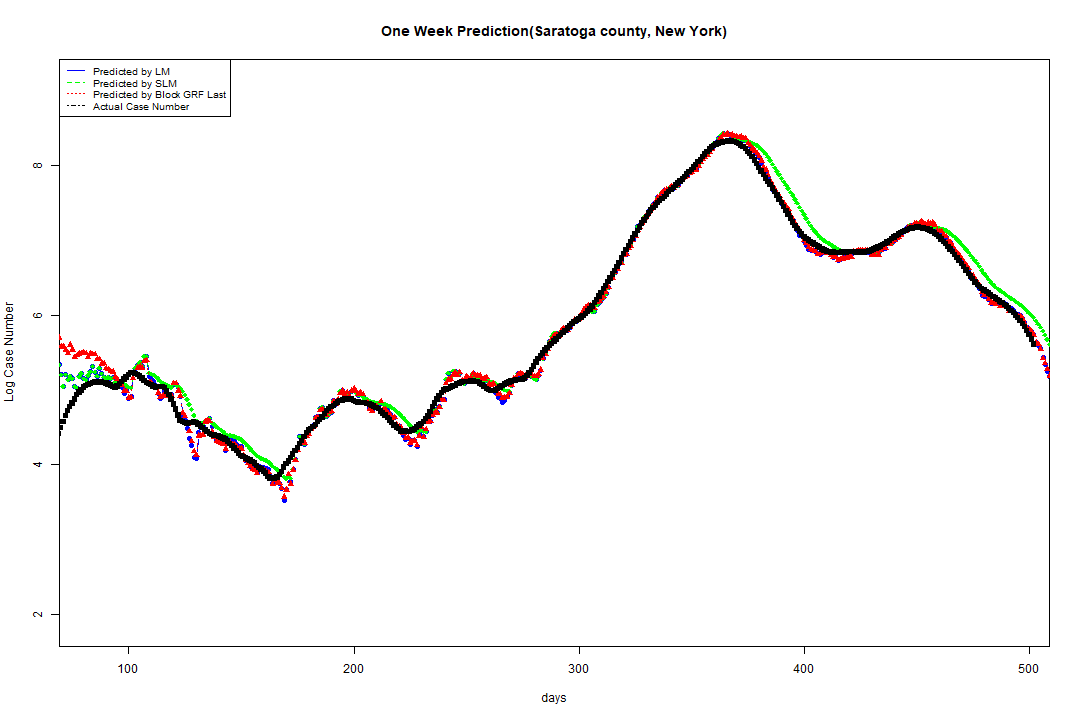 One Week Prediction(Saratoga county, New York)
Predicted by LM
Predicted by SLM
Predicted by Block GRF Last
Actual Case Number
Log Case Number
8
6
4
2
100 200 300 400 500
days